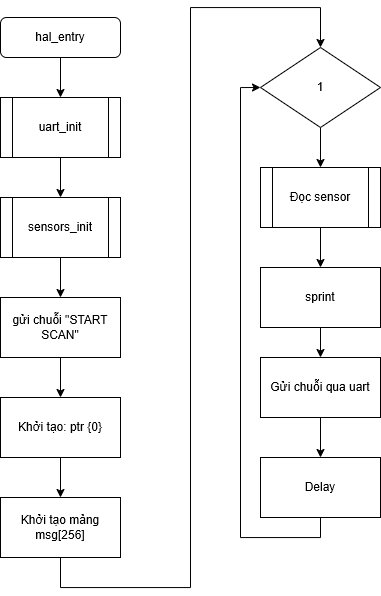 hal_entry
uart_init
sensors_init
gửi chuỗi "START
SCAN"
Khởi tạo: ptr {0}
Khởi tạo mảng
msg[256]
1
Đọc sensor
sprint
Gửi chuỗi qua uart
Delay